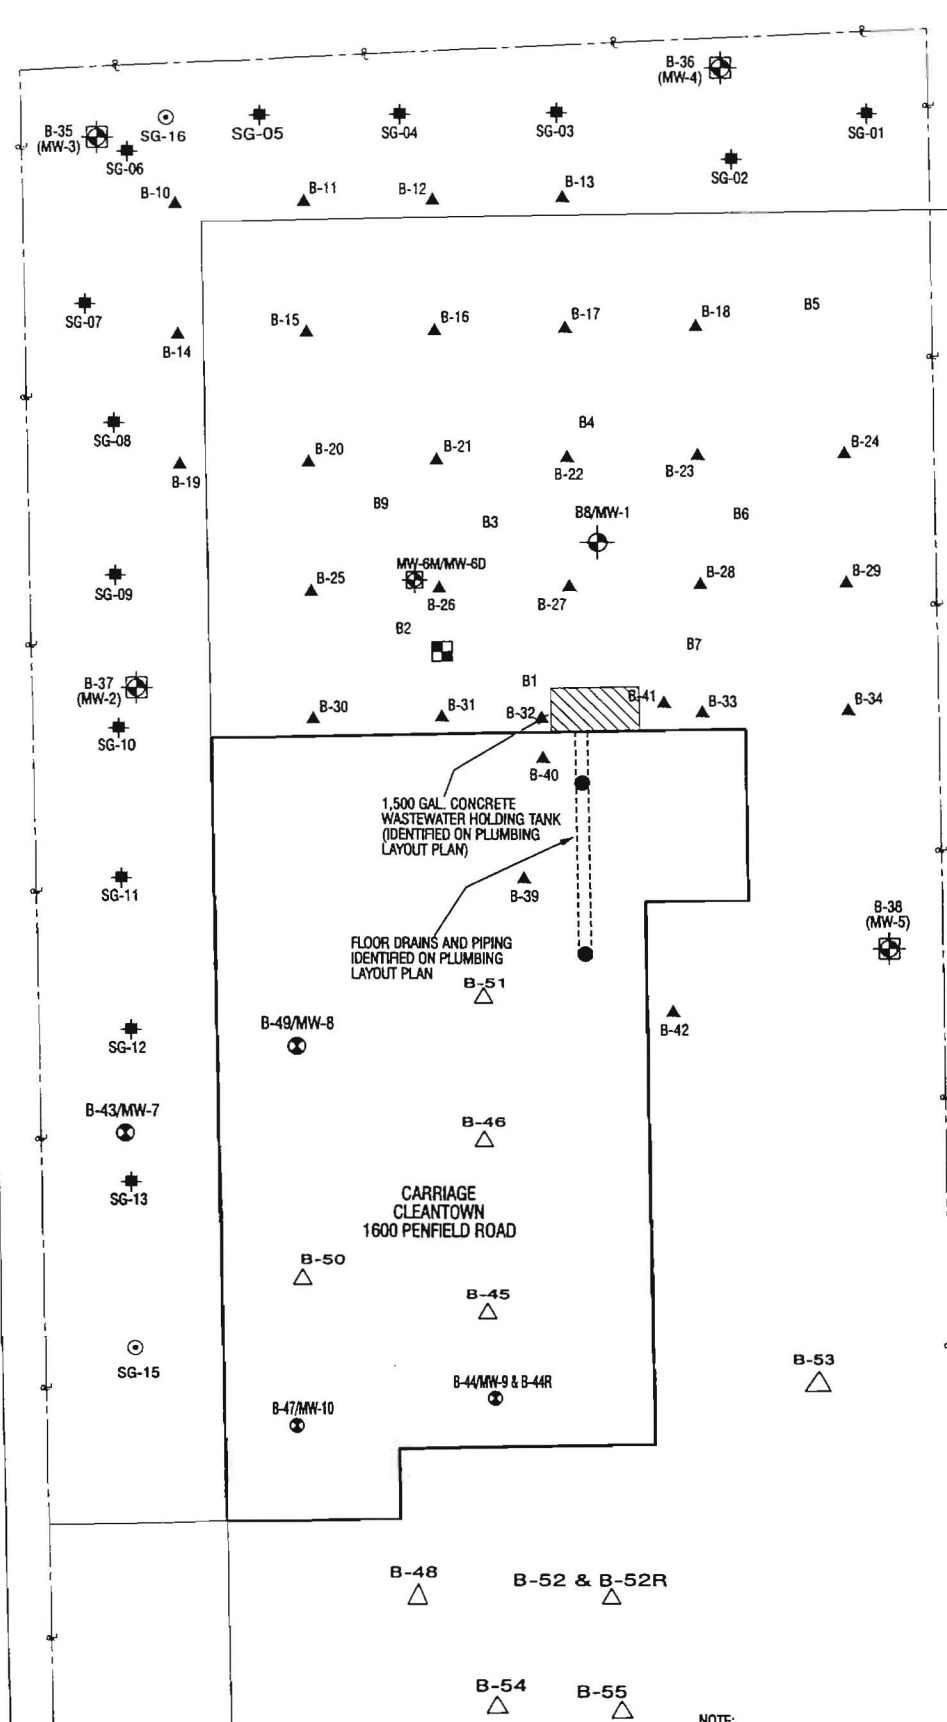 B-36
(MW-4)
B-35
(MW-3)
SG-16
SG-05
SG-04
SG-03
SG-01
SG-06
SG-02
B-10
B-11
B-12
B-13
SG-07
B-14
B-15
B-16
B-17
B-18
B5
SG-08
B-19
B-20
B-21
B4
B-22
B-23
B-24
B9
B3
B8/MW-1
B6
SG-09
B-25
MW-6M/MW-6D
B-26
B-27
B-28
B-29
B2
B7
B-37
(MW-2)
B1
B-41
SG-10
B-30
B-31
B-32
B-33
B-34
B-40
1,500 GAL. CONCRETE
WASTEWATER HOLDING TANK
(IDENTIFIED ON PLUMBING
LAYOUT PLAN)
SG-11
B-39
B-38
(MW-5)
FLOOR DRAINS AND PIPING
IDENTIFIED ON PLUMBING
LAYOUT PLAN
B-51
B-49/MW-8
B-42
SG-12
B-43/MW-7
B-46
SG-13
CARRIAGE
CLEANTOWN
1600 PENFIELD ROAD
B-50
B-45
SG-15
B-53
B-44/MW-9 & B-44R
B-47/MW-10
B-48
B-52 & B-52R
B-54
B-55
NOTE: